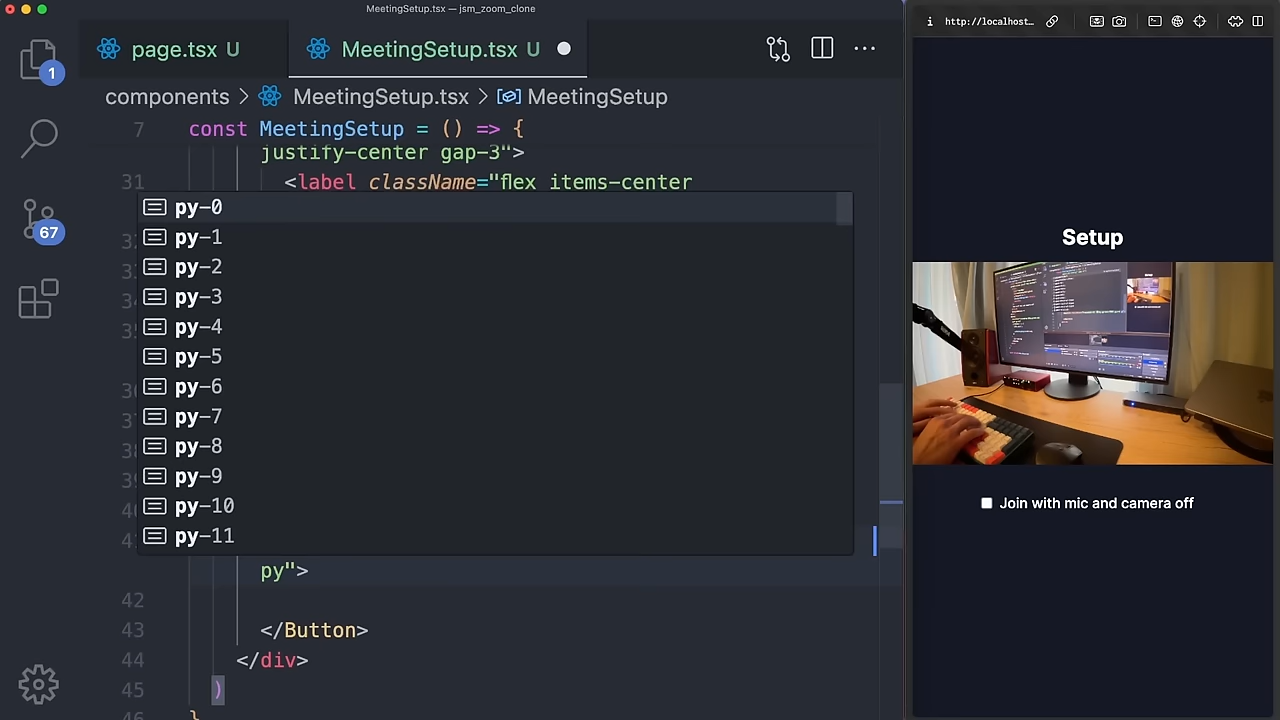 MeetingSetup.tsx — jsm_zoom_clone
http://localhost...
page.tsx U
MeetingSetup.tsx U
components > MeetingSetup.tsx > MeetingSetup
7 const MeetingSetup = () => {
justify-center gap-3">
31 <label className="flex items-center
py-0
py-1
py-2
py-3
py-4
py-5
py-6
py-7
py-8
py-9
py-10
py-11
py">
42
43 </Button>
44 </div>
45 )
46 }
1
67
Setup
Join with mic and camera off